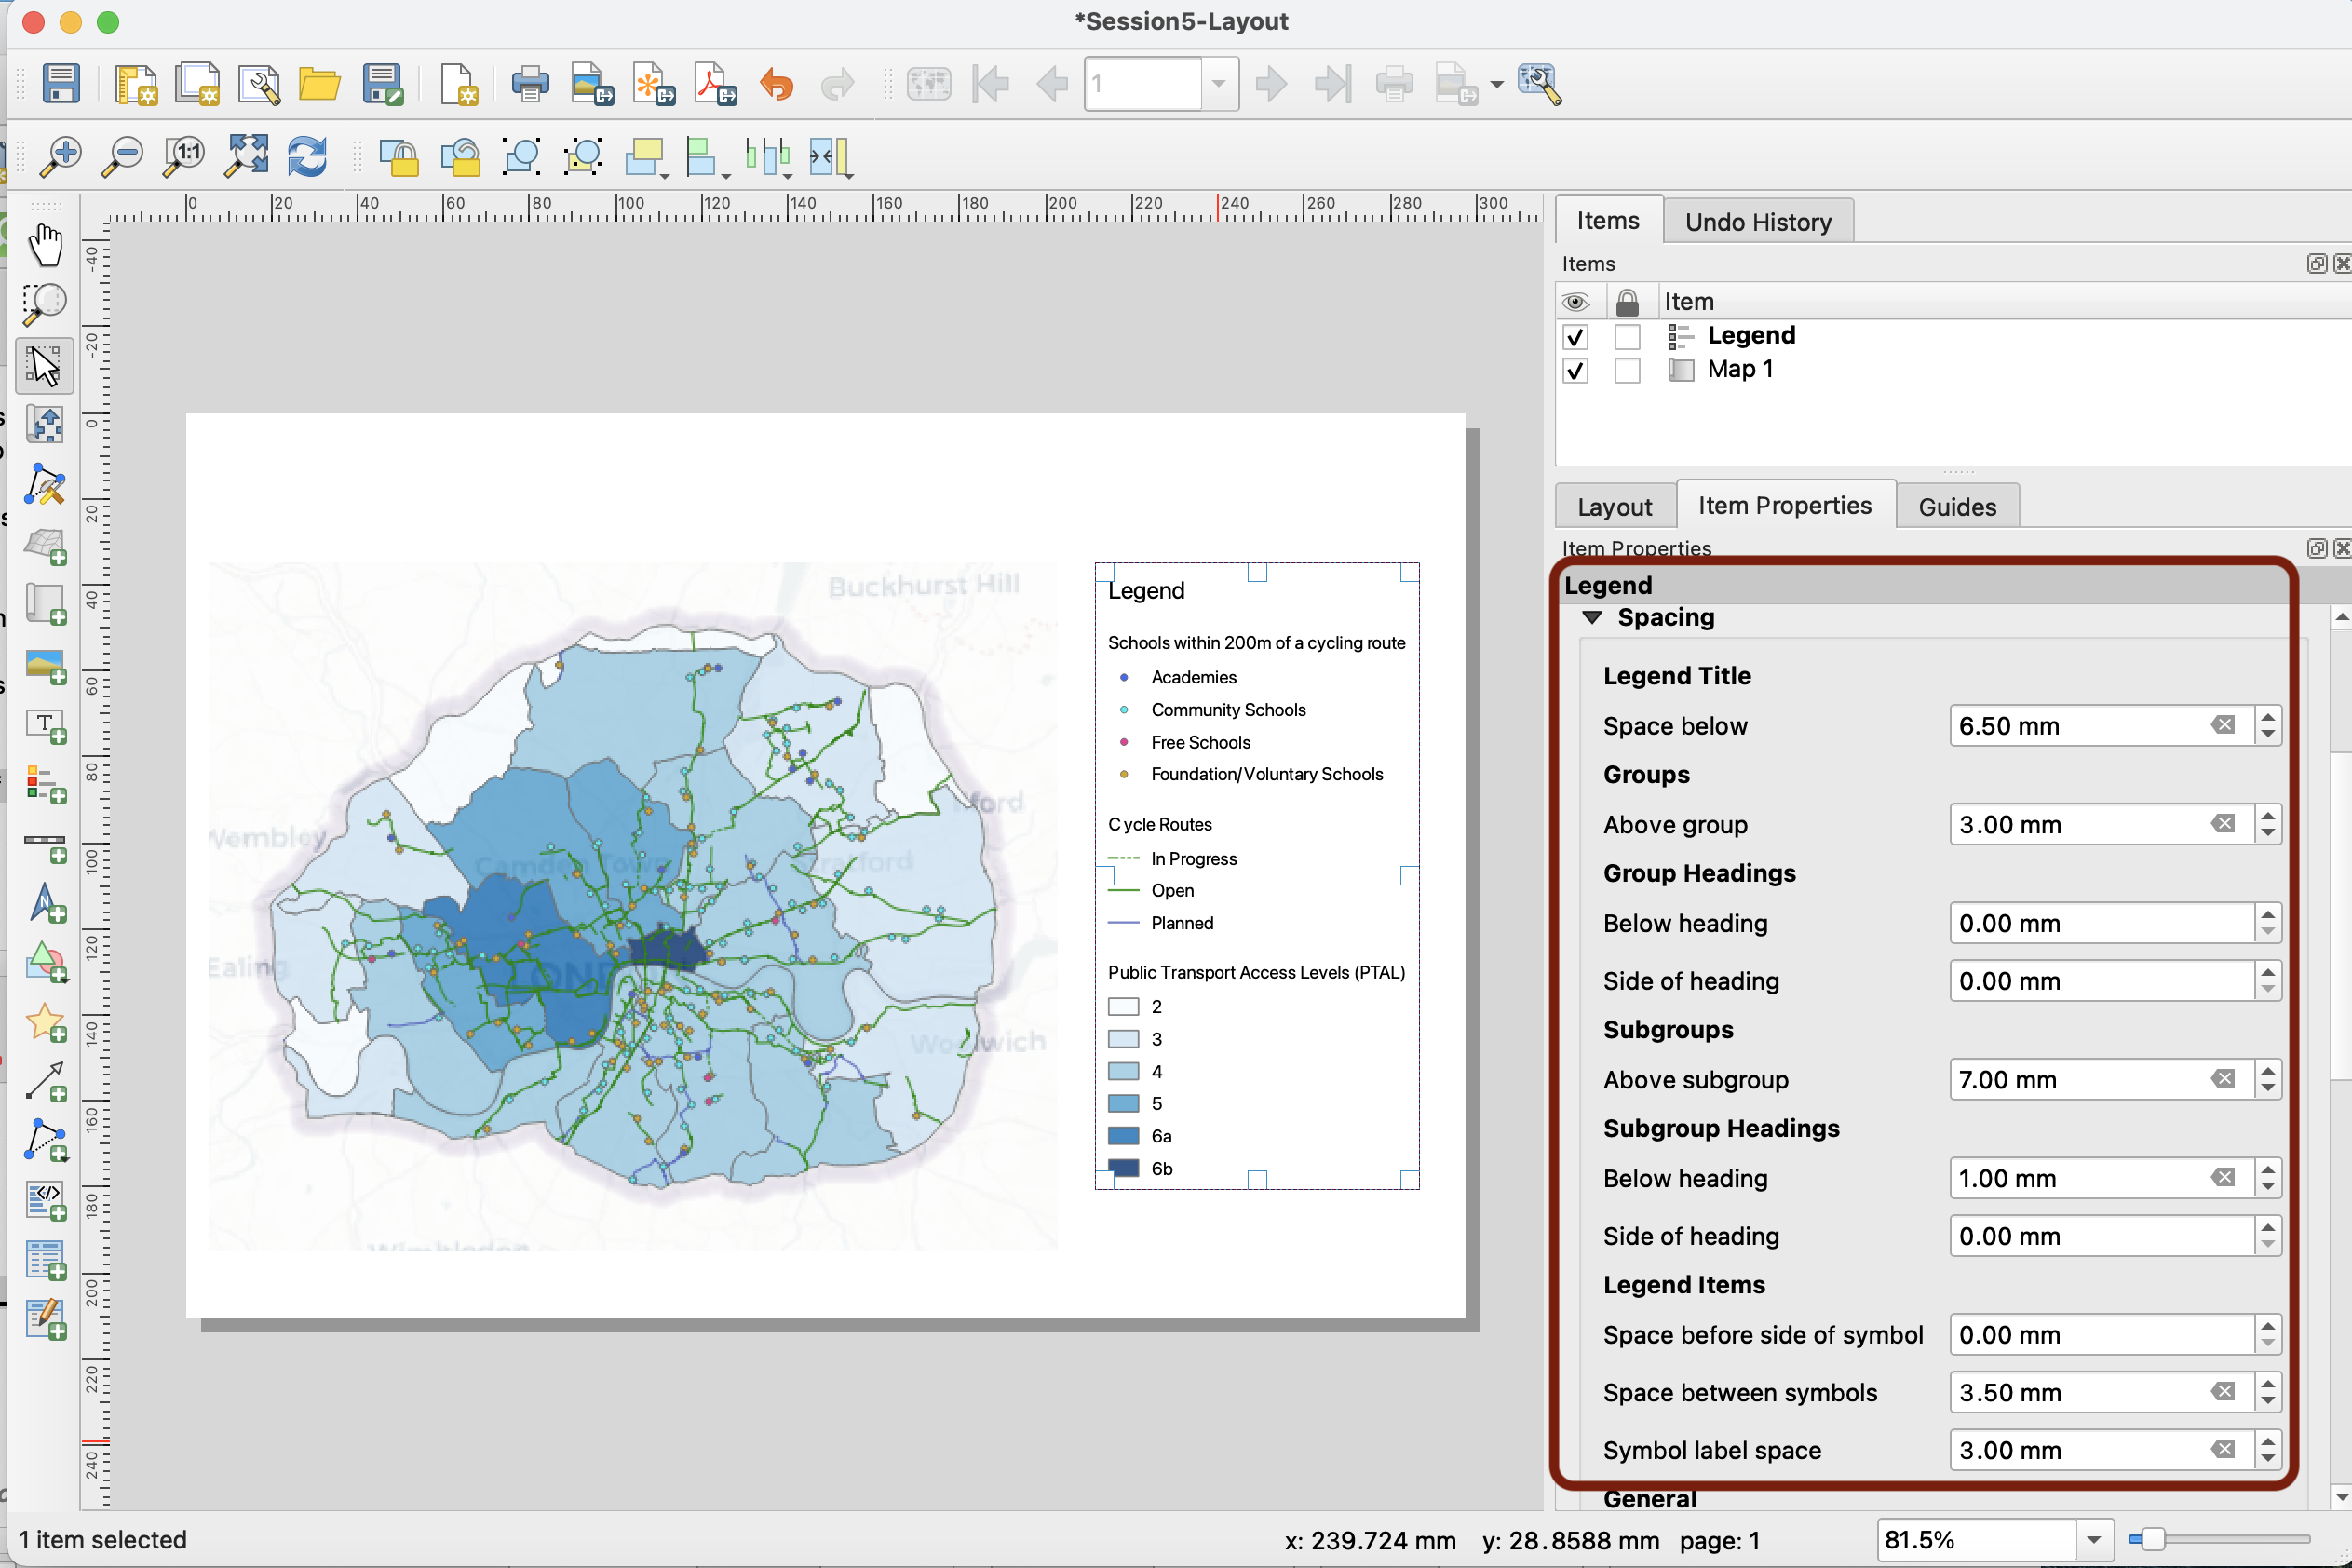 *Session5-Layout
1
1:1
0 20 40 60 80 100 120 140 160 180 200 220 240 260 280 300
-40
-20
0
20
40
60
80
100
120
140
160
180
200
220
240
Items
Undo History
Items
Item
Legend
Map 1
Layout
Item Properties
Guides
Item Properties
Legend
Spacing
Legend Title
Space below 6.50 mm
Groups
Above group 3.00 mm
Group Headings
Below heading 0.00 mm
Side of heading 0.00 mm
Subgroups
Above subgroup 7.00 mm
Subgroup Headings
Below heading 1.00 mm
Side of heading 0.00 mm
Legend Items
Space before side of symbol 0.00 mm
Space between symbols 3.50 mm
Symbol label space 3.00 mm
General
Buckhurst Hill
Wembley
Camden Town
Stratford
Ealing
Woolwich
Legend
Schools within 200m of a cycling route
Academies
Community Schools
Free Schools
Foundation/Voluntary Schools
Cycle Routes
In Progress
Open
Planned
Public Transport Access Levels (PTAL)
2
3
4
5
6a
6b
1 item selected
x: 239.724 mm y: 28.8588 mm page: 1
81.5%